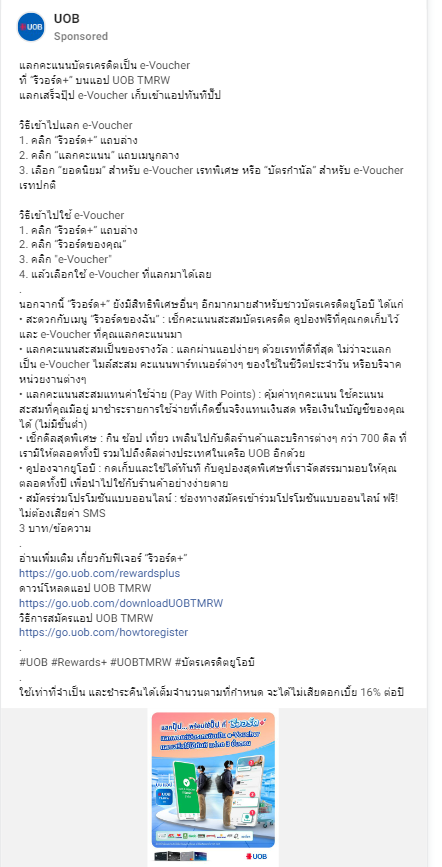 UOB
UOB
Sponsored
แลกคะแนนบัตรเครดิตเป็น e-Voucher
ที่ "รีวอร์ด+" บนแอป UOB TMRW
แลกเสร็จปุ๊ป e-Voucher เก็บเข้าแอปทันทีปั๊ป
วิธีเข้าไปแลก e-Voucher
1. คลิก "รีวอร์ด+" แถบล่าง
2. คลิก "แลกคะแนน" แถบเมนูกลาง
3. เลือก "ยอดนิยม" สำหรับ e-Voucher เรทพิเศษ หรือ "บัตรกำนัล" สำหรับ e-Voucher
เรทปกติ
วิธีเข้าไปใช้ e-Voucher
1. คลิก "รีวอร์ด+" แถบล่าง
2. คลิก "รีวอร์ดของคุณ"
3. คลิก "e-Voucher"
4. แล้วเลือกใช้ e-Voucher ที่แลกมาได้เลย
.
นอกจากนี้ "รีวอร์ด+" ยังมีสิทธิพิเศษอื่นๆ อีกมากมายสำหรับชาวบัตรเครดิตยูโอบี ได้แก่
• สะดวกกับเมนู "รีวอร์ดของฉัน" : เช็กคะแนนสะสมบัตรเครดิต คูปองฟรีที่คุณกดเก็บไว้
และ e-Voucher ที่คุณแลกคะแนนมา
• แลกคะแนนสะสมเป็นของรางวัล : แลกผ่านแอปง่ายๆ ด้วยเรทที่ดีที่สุด ไม่ว่าจะแลก
เป็น e-Voucher ไมล์สะสม คะแนนพาร์ทเนอร์ต่างๆ ของใช้ในชีวิตประจำวัน หรือบริจาค
หน่วยงานต่างๆ
• แลกคะแนนสะสมแทนค่าใช้จ่าย (Pay With Points) : คุ้มค่าทุกคะแนน ใช้คะแนน
สะสมที่คุณมีอยู่ มาชำระรายการใช้จ่ายที่เกิดขึ้นจริงแทนเงินสด หรือเงินในบัญชีของคุณ
ได้ (ไม่มีขั้นต่ำ)
• เช็กดีลสุดพิเศษ : กิน ช้อป เที่ยว เพลินไปกับดีลร้านค้าและบริการต่างๆ กว่า 700 ดีล ที่
เรามีให้ตลอดทั้งปี รวมไปถึงดีลต่างประเทศในเครือ UOB อีกด้วย
• คูปองจากยูโอบี : กดเก็บและใช้ได้ทันที กับคูปองสุดพิเศษที่เราจัดสรรมามอบให้คุณ
ตลอดทั้งปี เพื่อนำไปใช้กับร้านค้าอย่างง่ายดาย
• สมัครร่วมโปรโมชันแบบออนไลน์ : ช่องทางสมัครเข้าร่วมโปรโมชันแบบออนไลน์ ฟรี!
ไม่ต้องเสียค่า SMS
3 บาท/ข้อความ
.
อ่านเพิ่มเติม เกี่ยวกับฟีเจอร์ "รีวอร์ด+"
https://go.uob.com/rewardsplus
ดาวน์โหลดแอป UOB TMRW
https://go.uob.com/downloadUOBTMRW
วิธีการสมัครแอป UOB TMRW
https://go.uob.com/howtoregister
.
#UOB #Rewards+ #UOBTMRW #บัตรเครดิตยูโอบี
.
ใช้เท่าที่จำเป็น และชำระคืนได้เต็มจำนวนตามที่กำหนด จะได้ไม่เสียดอกเบี้ย 16% ต่อปี
แลกปุ๊ป... พร้อมใช้ปั๊ป ที่ "รีวอร์ด+"
UOB